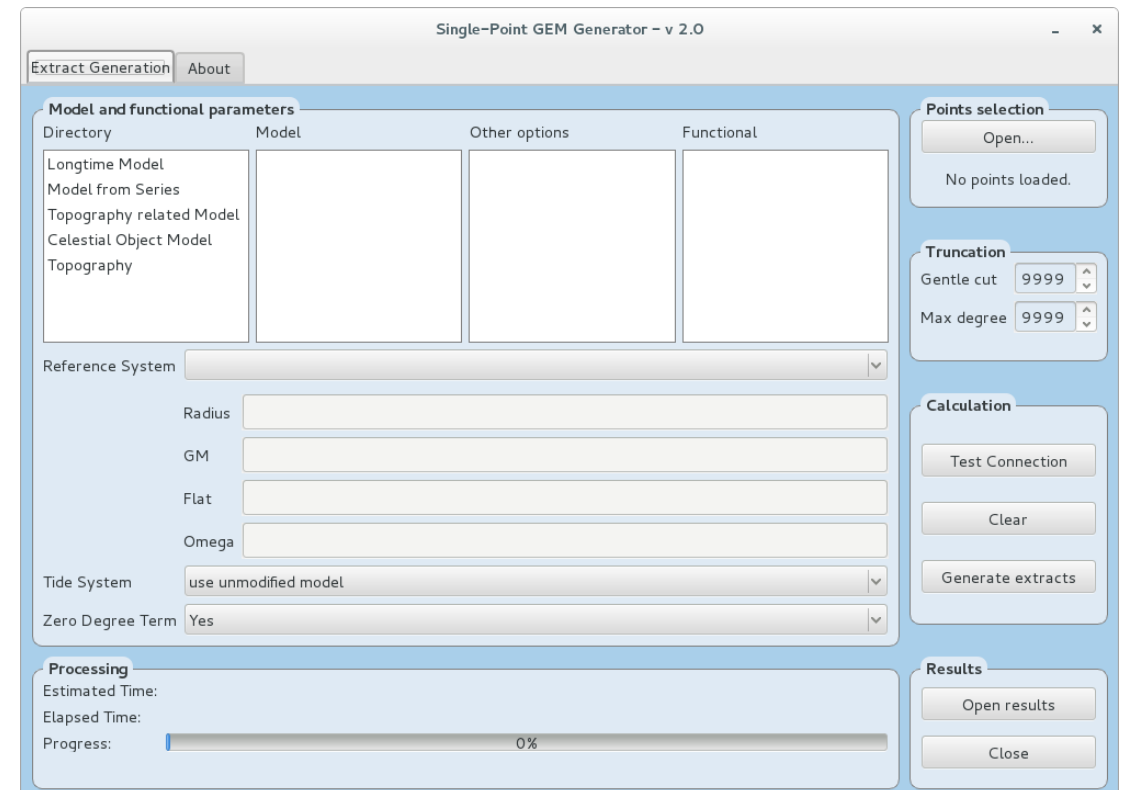 Single-Point GEM Generator - v 2.0
Extract Generation About
Model and functional parameters
Directory Model Other options Functional
Longtime Model
Model from Series
Topography related Model
Celestial Object Model
Topography
Reference System
Radius
GM
Flat
Omega
Tide System use unmodified model
Zero Degree Term Yes
Points selection
Open...
No points loaded.
Truncation
Gentle cut 9999
Max degree 9999
Calculation
Test Connection
Clear
Generate extracts
Processing
Estimated Time:
Elapsed Time:
Progress: 0%
Results
Open results
Close